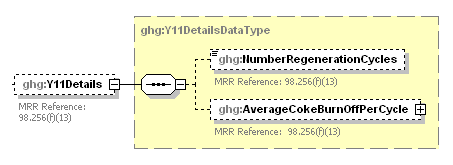 ghg:Y11DetailsDataType
ghg:NumberRegenerationCycles
MRR Reference: 98.256(f)(13)
ghg:Y11Details
MRR Reference:
98.256(f)(13)
ghg:AverageCokeBurnOffPerCycle
MRR Reference: 98.256(f)(13)